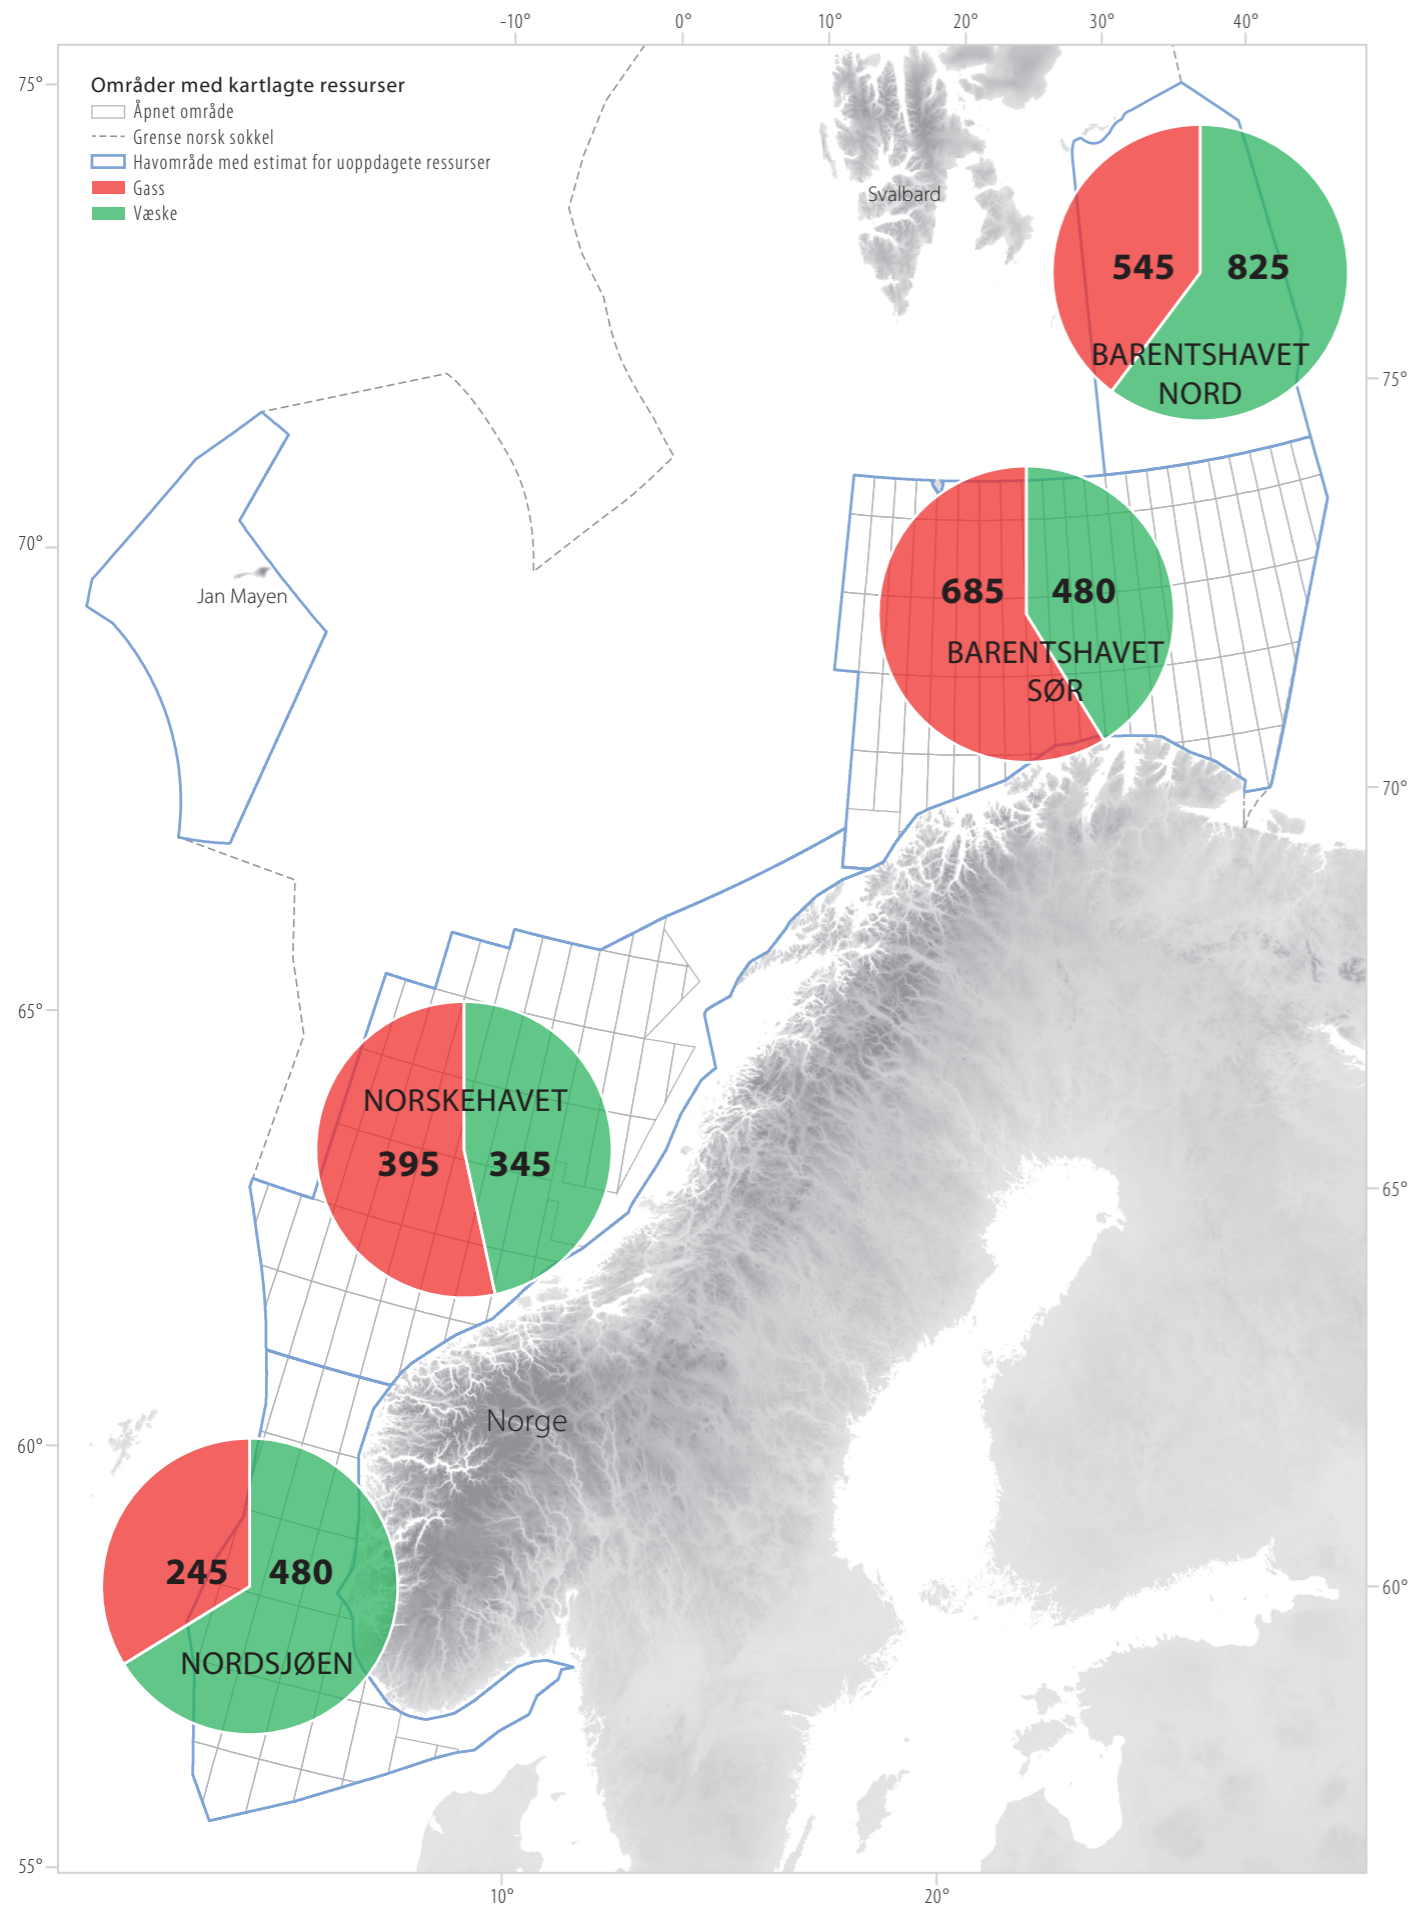 -10°
0°
10°
20°
30°
40°
75°
Områder med kartlagte ressurser
Åpnet område
Grense norsk sokkel
Havområde med estimat for uoppdagete ressurser
Gass
Væske
Svalbard
545
825
BARENTSHAVET
NORD
75°
70°
Jan Mayen
685
480
BARENTSHAVET
SØR
70°
65°
NORSKEHAVET
395
345
65°
Norge
60°
245
480
NORDSJØEN
60°
55°
10°
20°